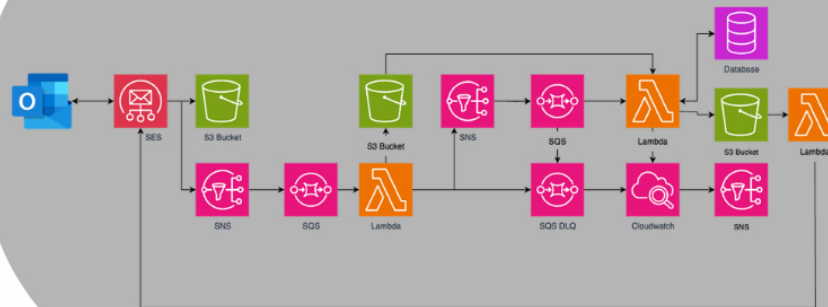 Database
O
SES
S3 Bucket
S3 Bucket
SNS
SQS
Lambda
S3 Bucket
Lambda
SNS
SQS
Lambda
SQS DLQ
Cloudwatch
SNS